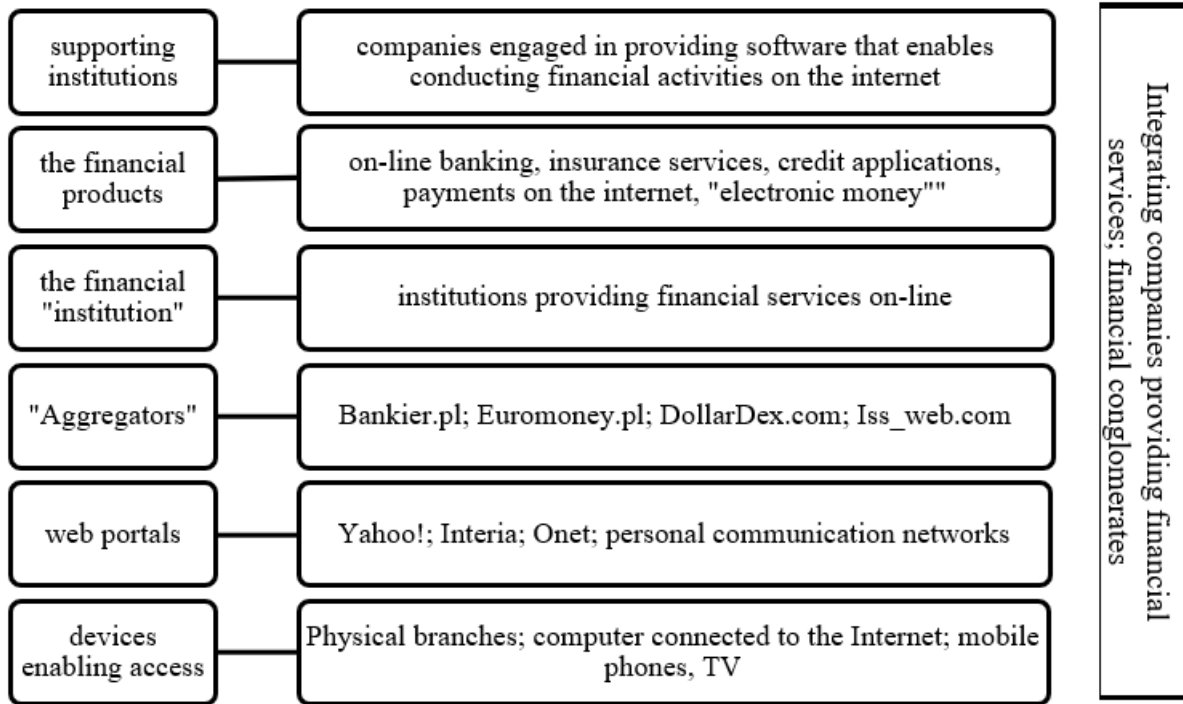 supporting
institutions
companies engaged in providing software that enables
conducting financial activities on the internet
the financial
products
on-line banking, insurance services, credit applications,
payments on the internet, "electronic money""
the financial
"institution"
institutions providing financial services on-line
"Aggregators"
Bankier.pl; Euromoney.pl; DollarDex.com; Iss_web.com
web portals
Yahoo!; Interia; Onet; personal communication networks
devices
enabling access
Physical branches; computer connected to the Internet; mobile
phones, TV
Integrating companies providing financial
services; financial conglomerates